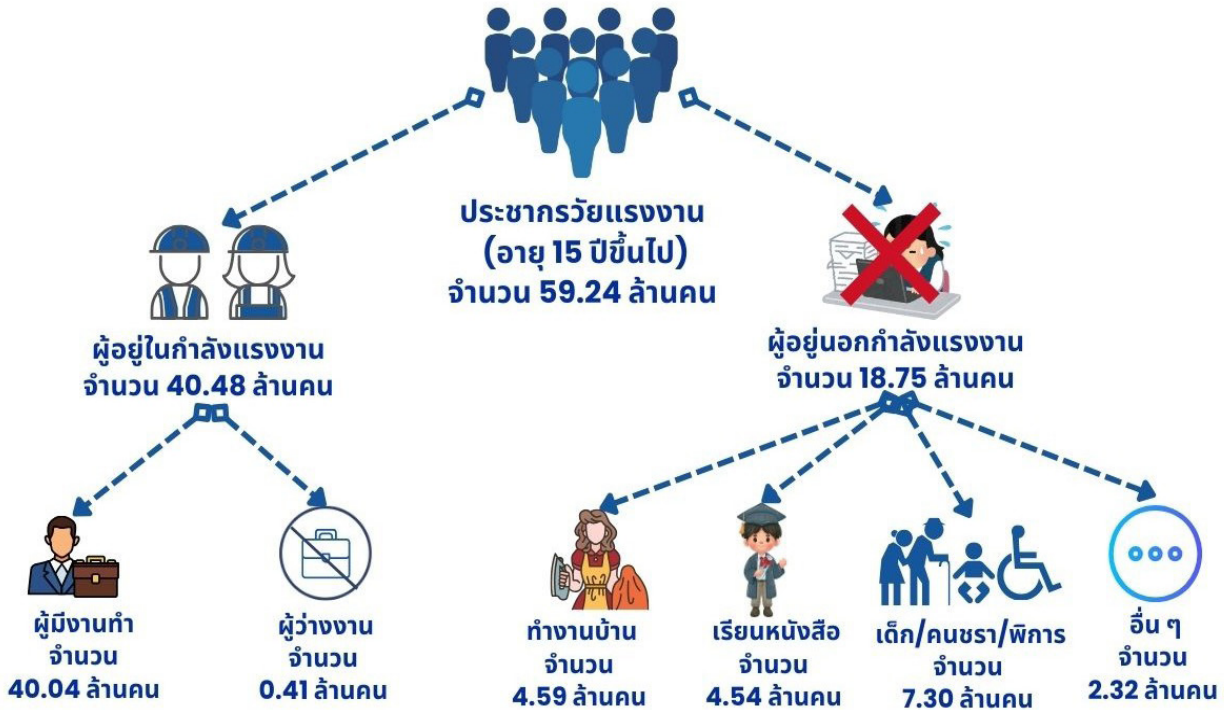 ประชากรวัยแรงงาน
(อายุ 15 ปีขึ้นไป)
จำนวน 59.24 ล้านคน
ผู้อยู่ในกำลังแรงงาน
จำนวน 40.48 ล้านคน
ผู้อยู่นอกกำลังแรงงาน
จำนวน 18.75 ล้านคน
ผู้มีงานทำ
จำนวน
40.04 ล้านคน
ผู้ว่างงาน
จำนวน
0.41 ล้านคน
ทำงานบ้าน
จำนวน
4.59 ล้านคน
เรียนหนังสือ
จำนวน
4.54 ล้านคน
เด็ก/คนชรา/พิการ
จำนวน
7.30 ล้านคน
อื่น ๆ
จำนวน
2.32 ล้านคน